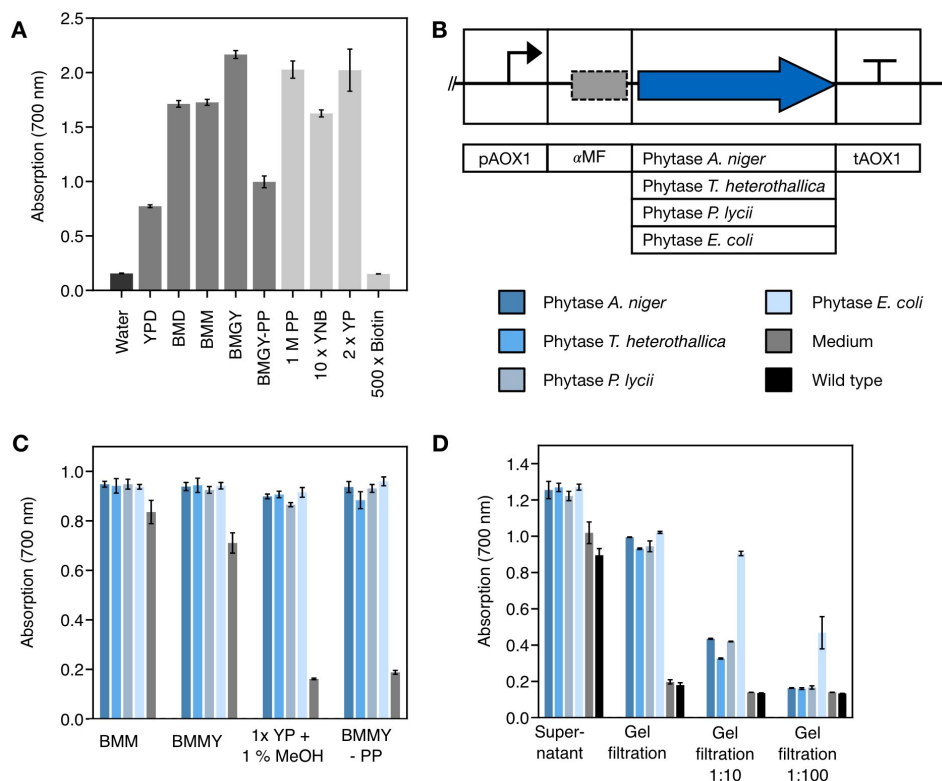 A
Absorption (700 nm)
2.5
2.0
1.5
1.0
0.5
0.0
Water
YPD
BMD
BMM
BMGY
BMGY-PP
1 M PP
10 x YNB
2 x YP
500 x Biotin
B
//
pAOX1
αMF
Phytase A. niger
tAOX1
Phytase T. heterothallica
Phytase P. lycii
Phytase E. coli
Phytase A. niger
Phytase T. heterothallica
Phytase P. lycii
Phytase E. coli
Medium
Wild type
C
Absorption (700 nm)
1.0
0.8
0.6
0.4
0.2
0.0
BMM
BMMY
1x YP +
1 % MeOH
BMMY
- PP
D
Absorption (700 nm)
1.4
1.2
1.0
0.8
0.6
0.4
0.2
0.0
Super-
natant
Gel
filtration
Gel
filtration
1:10
Gel
filtration
1:100